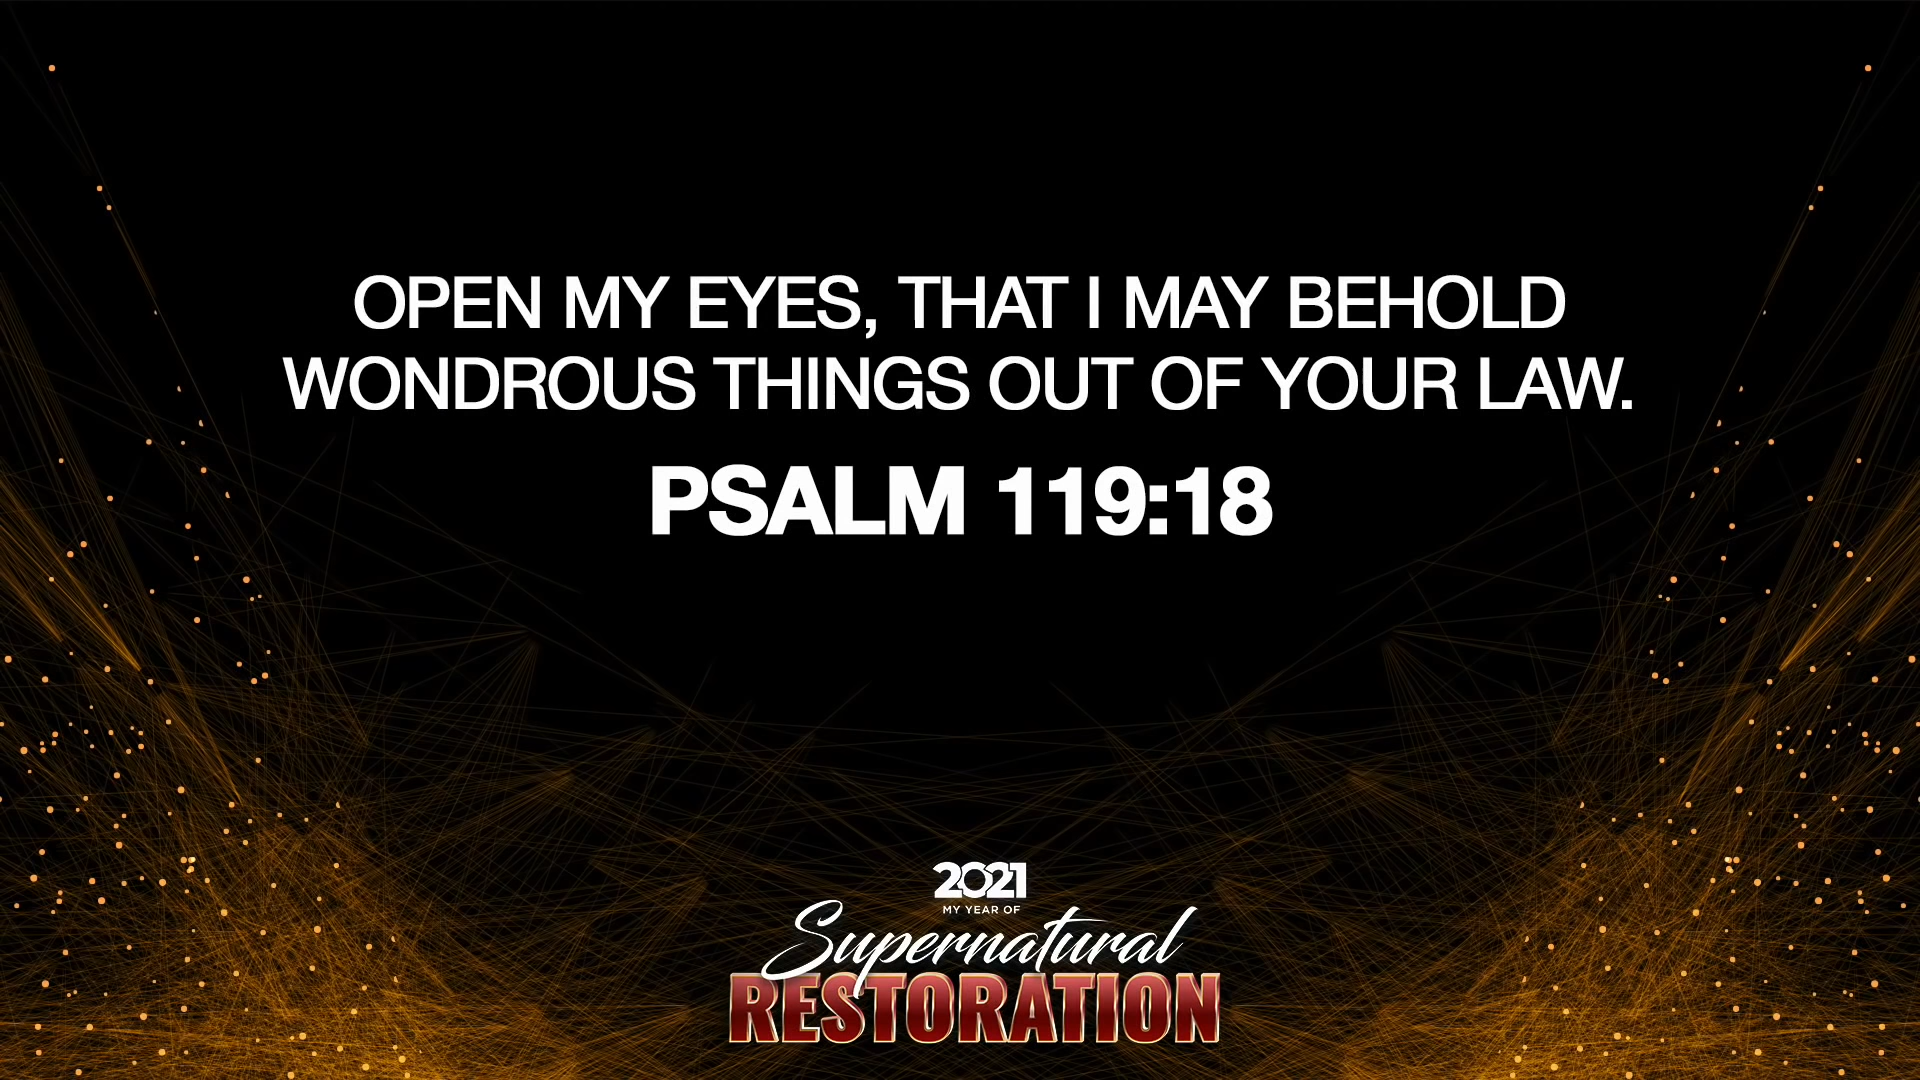 OPEN MY EYES, THAT I MAY BEHOLD
WONDROUS THINGS OUT OF YOUR LAW.
PSALM 119:18
2021
MY YEAR OF
Supernatural
RESTORATION